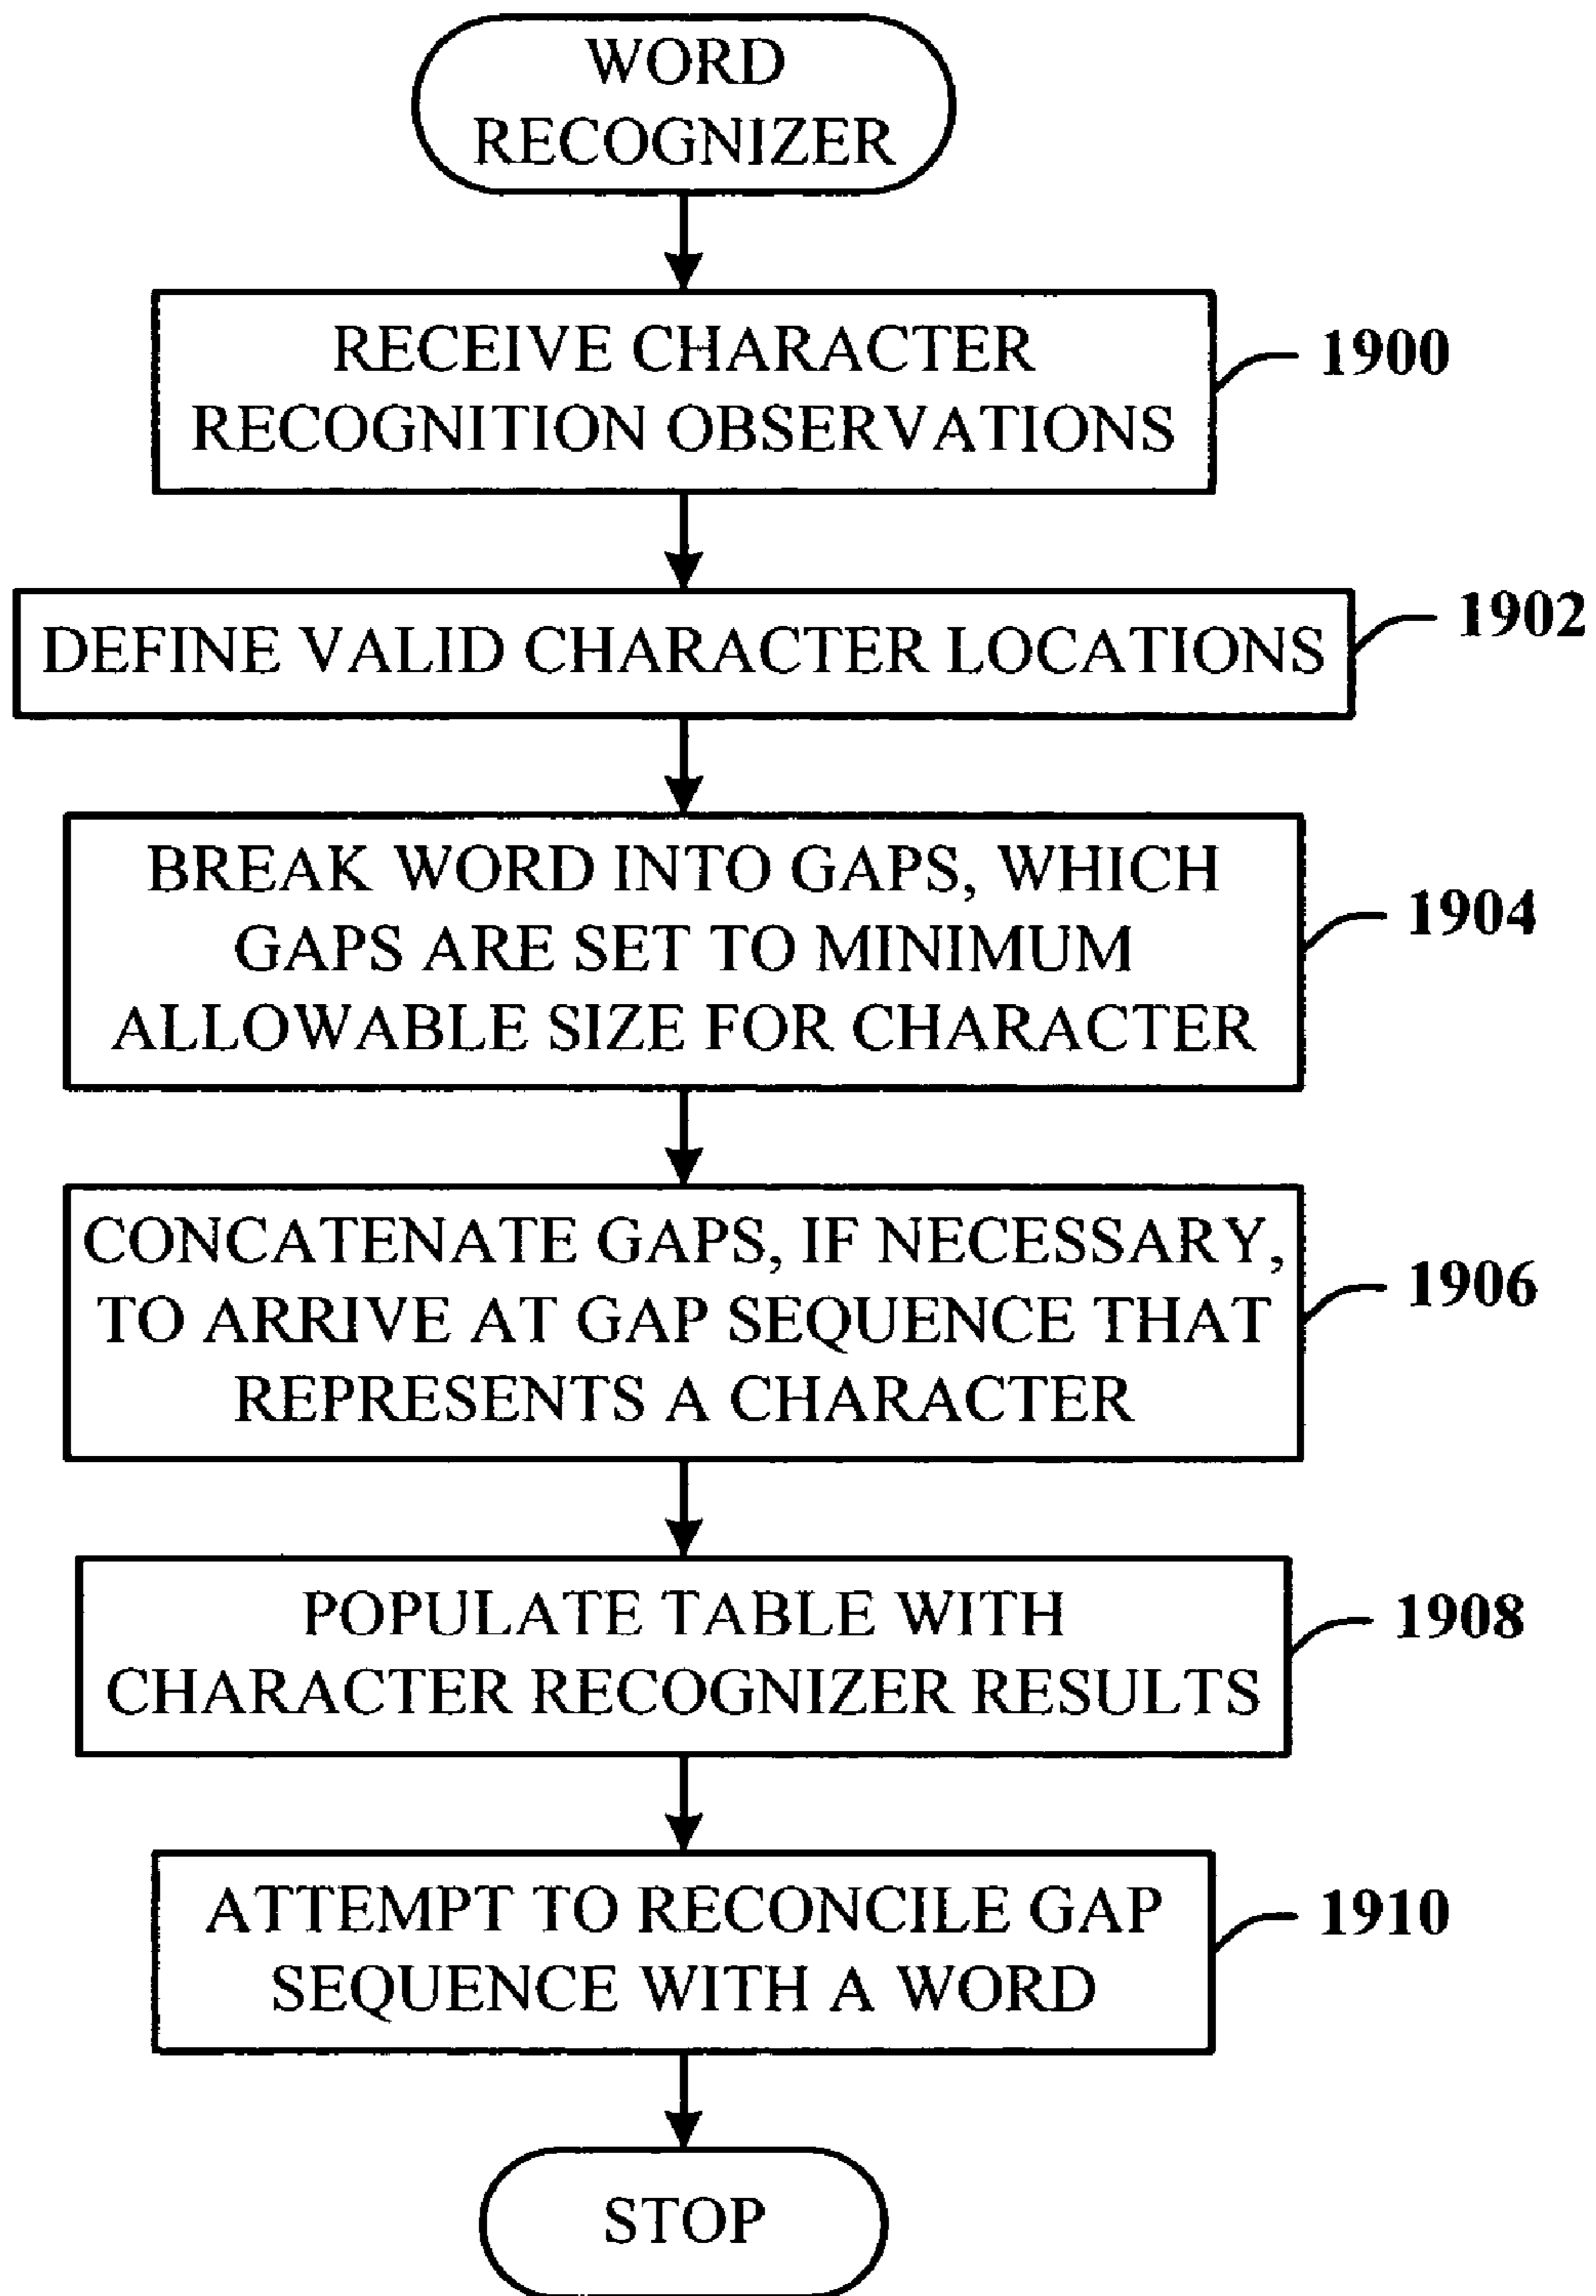 WORD
RECOGNIZER
RECEIVE CHARACTER
RECOGNITION OBSERVATIONS
1900
DEFINE VALID CHARACTER LOCATIONS
1902
BREAK WORD INTO GAPS, WHICH
GAPS ARE SET TO MINIMUM
ALLOWABLE SIZE FOR CHARACTER
1904
CONCATENATE GAPS, IF NECESSARY,
TO ARRIVE AT GAP SEQUENCE THAT
REPRESENTS A CHARACTER
1906
POPULATE TABLE WITH
CHARACTER RECOGNIZER RESULTS
1908
ATTEMPT TO RECONCILE GAP
SEQUENCE WITH A WORD
1910
STOP